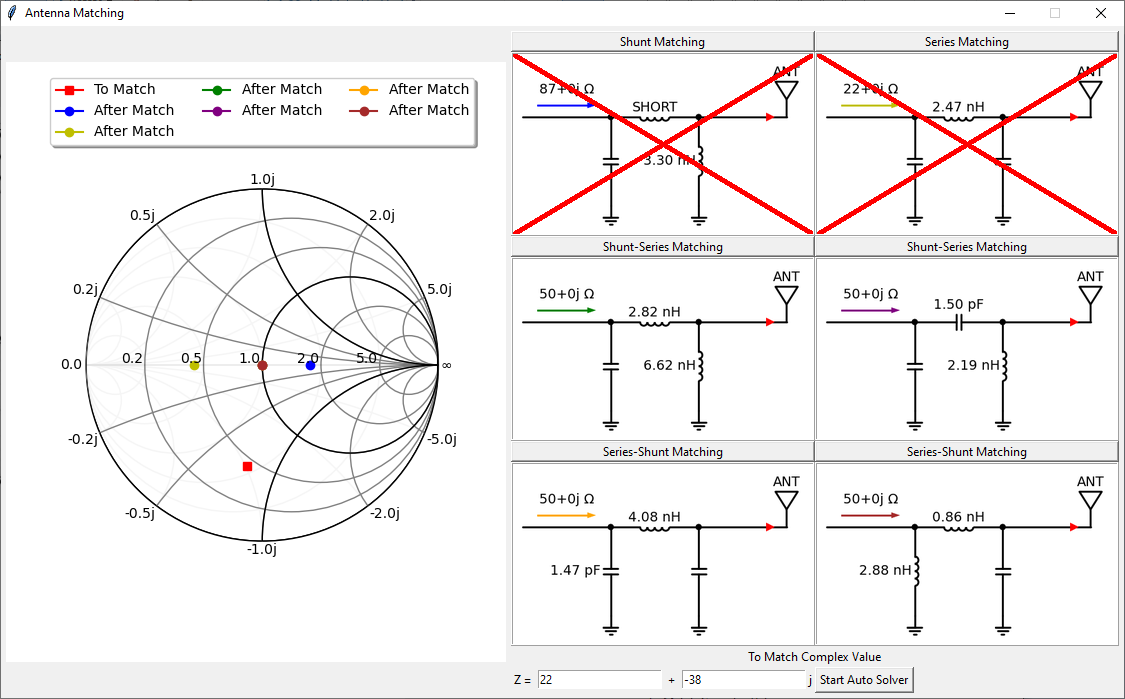 Antenna Matching
Shunt Matching
Series Matching
To Match
After Match
After Match
After Match
After Match
After Match
After Match
1.0j
0.5j
2.0j
0.2j
5.0j
0.0
0.2
0.5
1.0
2.0
5.0
∞
-0.2j
-5.0j
-0.5j
-2.0j
-1.0j
87+0j Ω
SHORT
ANT
3.30 nH
22+0j Ω
2.47 nH
ANT
Shunt-Series Matching
Shunt-Series Matching
50+0j Ω
2.82 nH
ANT
6.62 nH
50+0j Ω
1.50 pF
ANT
2.19 nH
Series-Shunt Matching
Series-Shunt Matching
50+0j Ω
4.08 nH
ANT
1.47 pF
50+0j Ω
0.86 nH
ANT
2.88 nH
To Match Complex Value
Z = 22 + -38 j Start Auto Solver